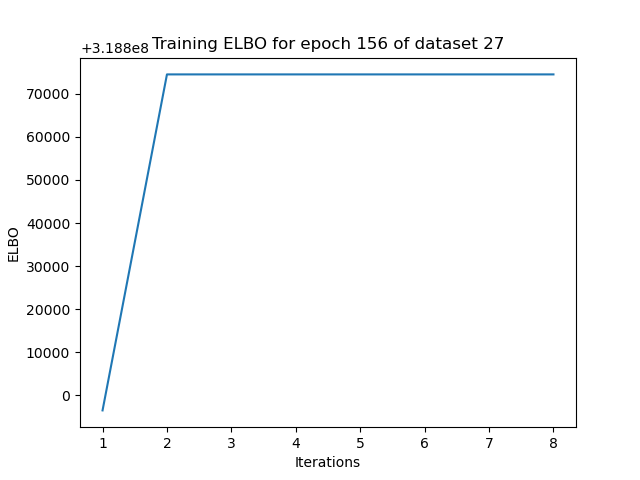 +3.188e8
Training ELBO for epoch 156 of dataset 27
70000
60000
50000
40000
30000
20000
10000
0
ELBO
1 2 3 4 5 6 7 8
Iterations